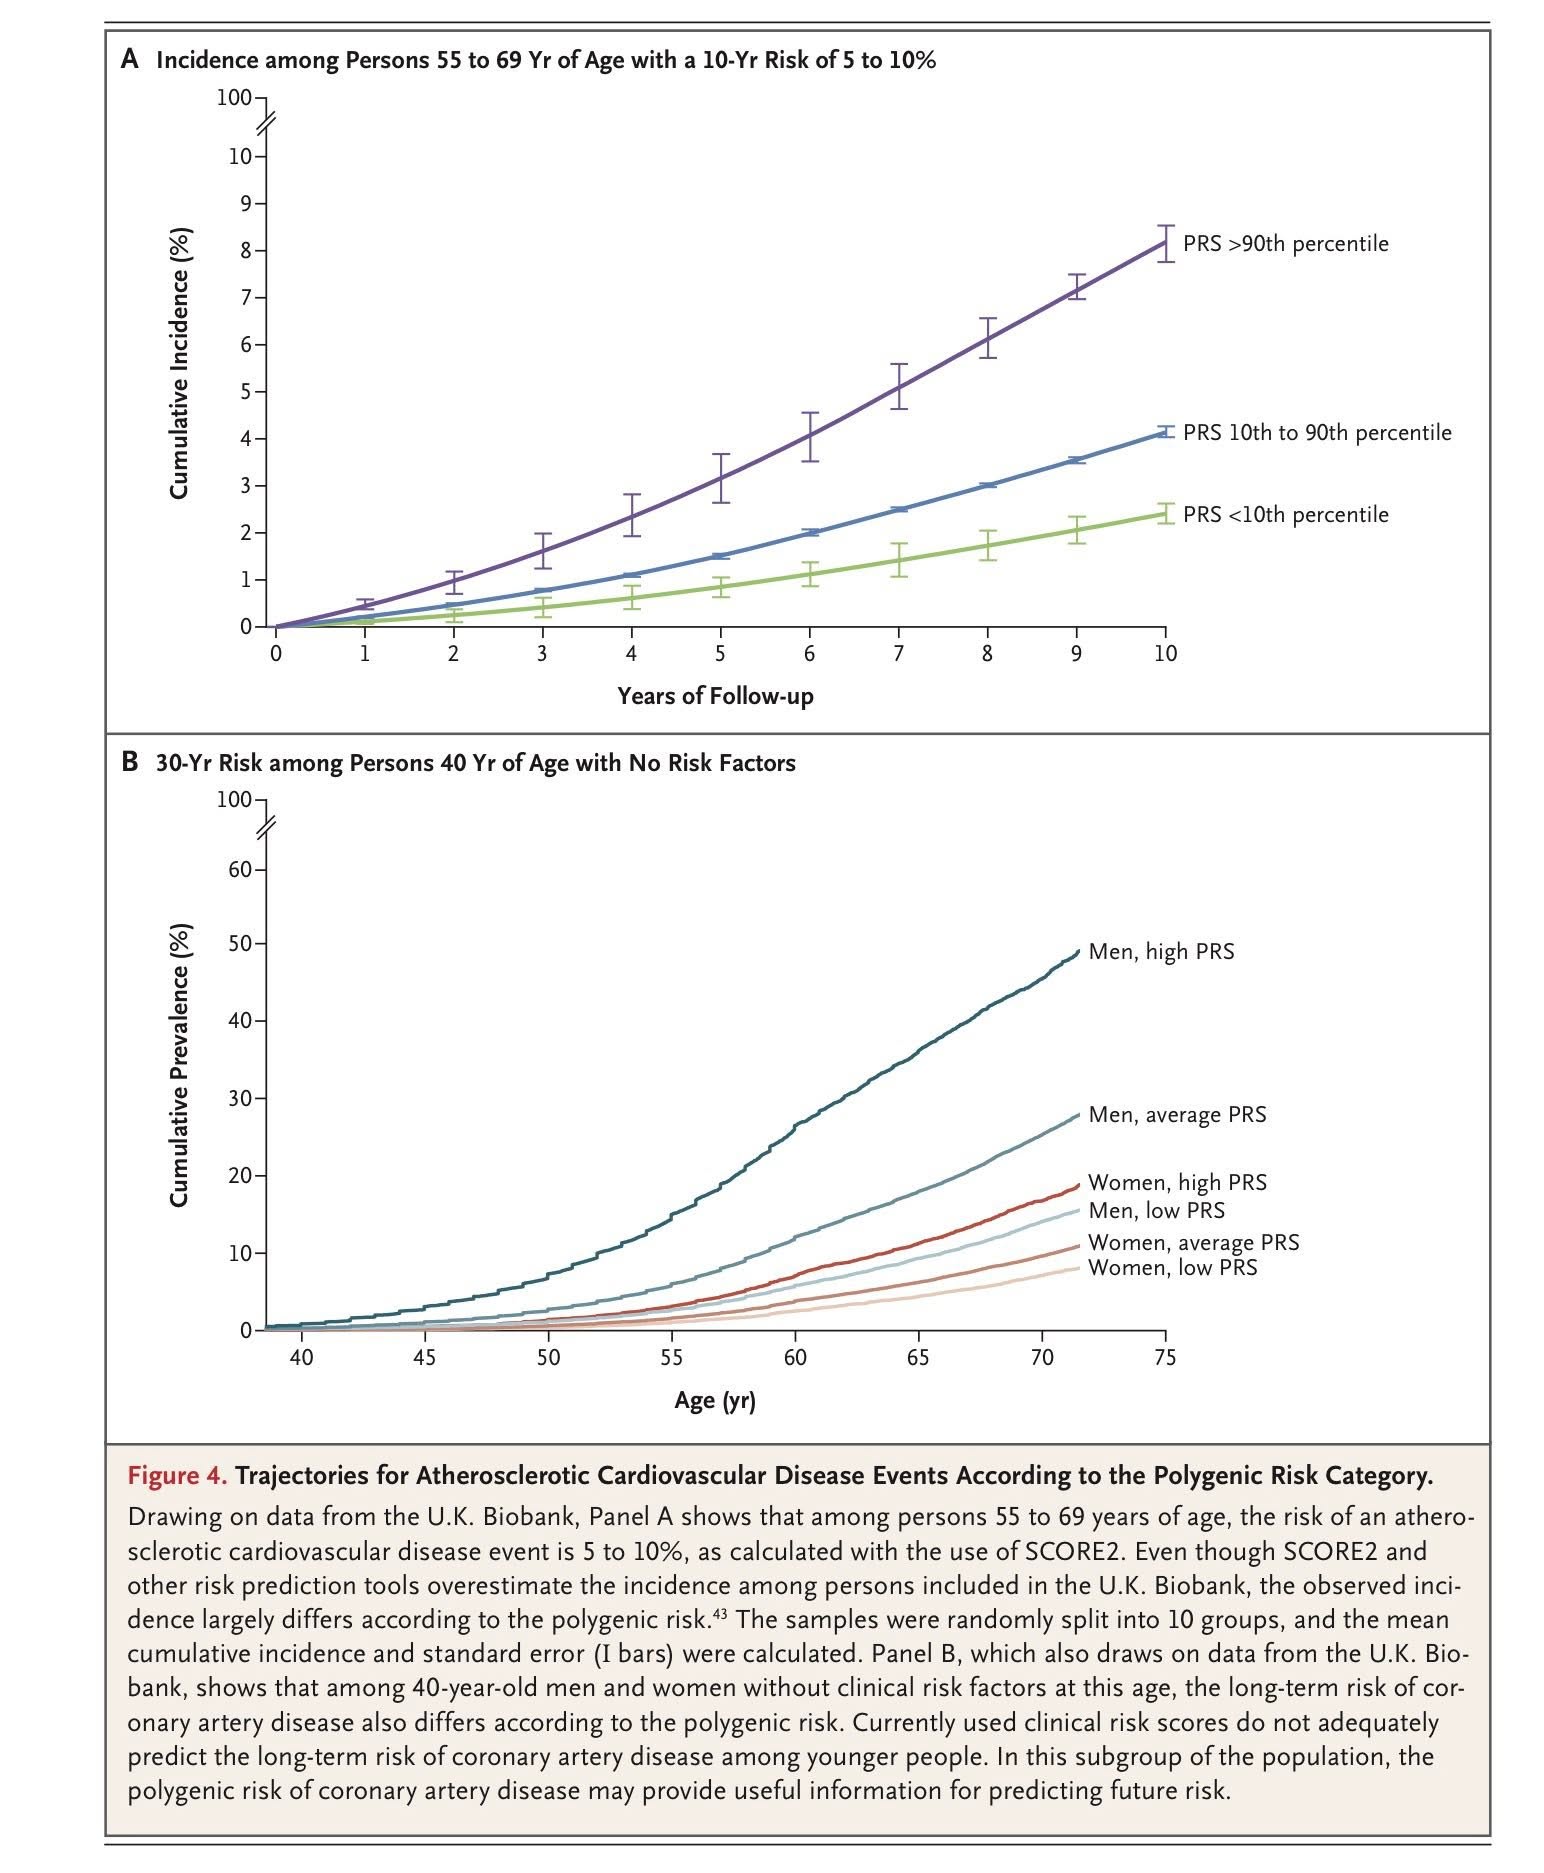 A Incidence among Persons 55 to 69 Yr of Age with a 10-Yr Risk of 5 to 10%
100
10
9
8
7
6
5
4
3
2
1
0
Cumulative Incidence (%)
PRS >90th percentile
PRS 10th to 90th percentile
PRS <10th percentile
0 1 2 3 4 5 6 7 8 9 10
Years of Follow-up
B 30-Yr Risk among Persons 40 Yr of Age with No Risk Factors
100
60
50
40
30
20
10
0
Cumulative Prevalence (%)
Men, high PRS
Men, average PRS
Women, high PRS
Men, low PRS
Women, average PRS
Women, low PRS
40 45 50 55 60 65 70 75
Age (yr)
Figure 4. Trajectories for Atherosclerotic Cardiovascular Disease Events According to the Polygenic Risk Category.
Drawing on data from the U.K. Biobank, Panel A shows that among persons 55 to 69 years of age, the risk of an athero-
sclerotic cardiovascular disease event is 5 to 10%, as calculated with the use of SCORE2. Even though SCORE2 and
other risk prediction tools overestimate the incidence among persons included in the U.K. Biobank, the observed inci-
dence largely differs according to the polygenic risk.43 The samples were randomly split into 10 groups, and the mean
cumulative incidence and standard error (I bars) were calculated. Panel B, which also draws on data from the U.K. Bio-
bank, shows that among 40-year-old men and women without clinical risk factors at this age, the long-term risk of cor-
onary artery disease also differs according to the polygenic risk. Currently used clinical risk scores do not adequately
predict the long-term risk of coronary artery disease among younger people. In this subgroup of the population, the
polygenic risk of coronary artery disease may provide useful information for predicting future risk.